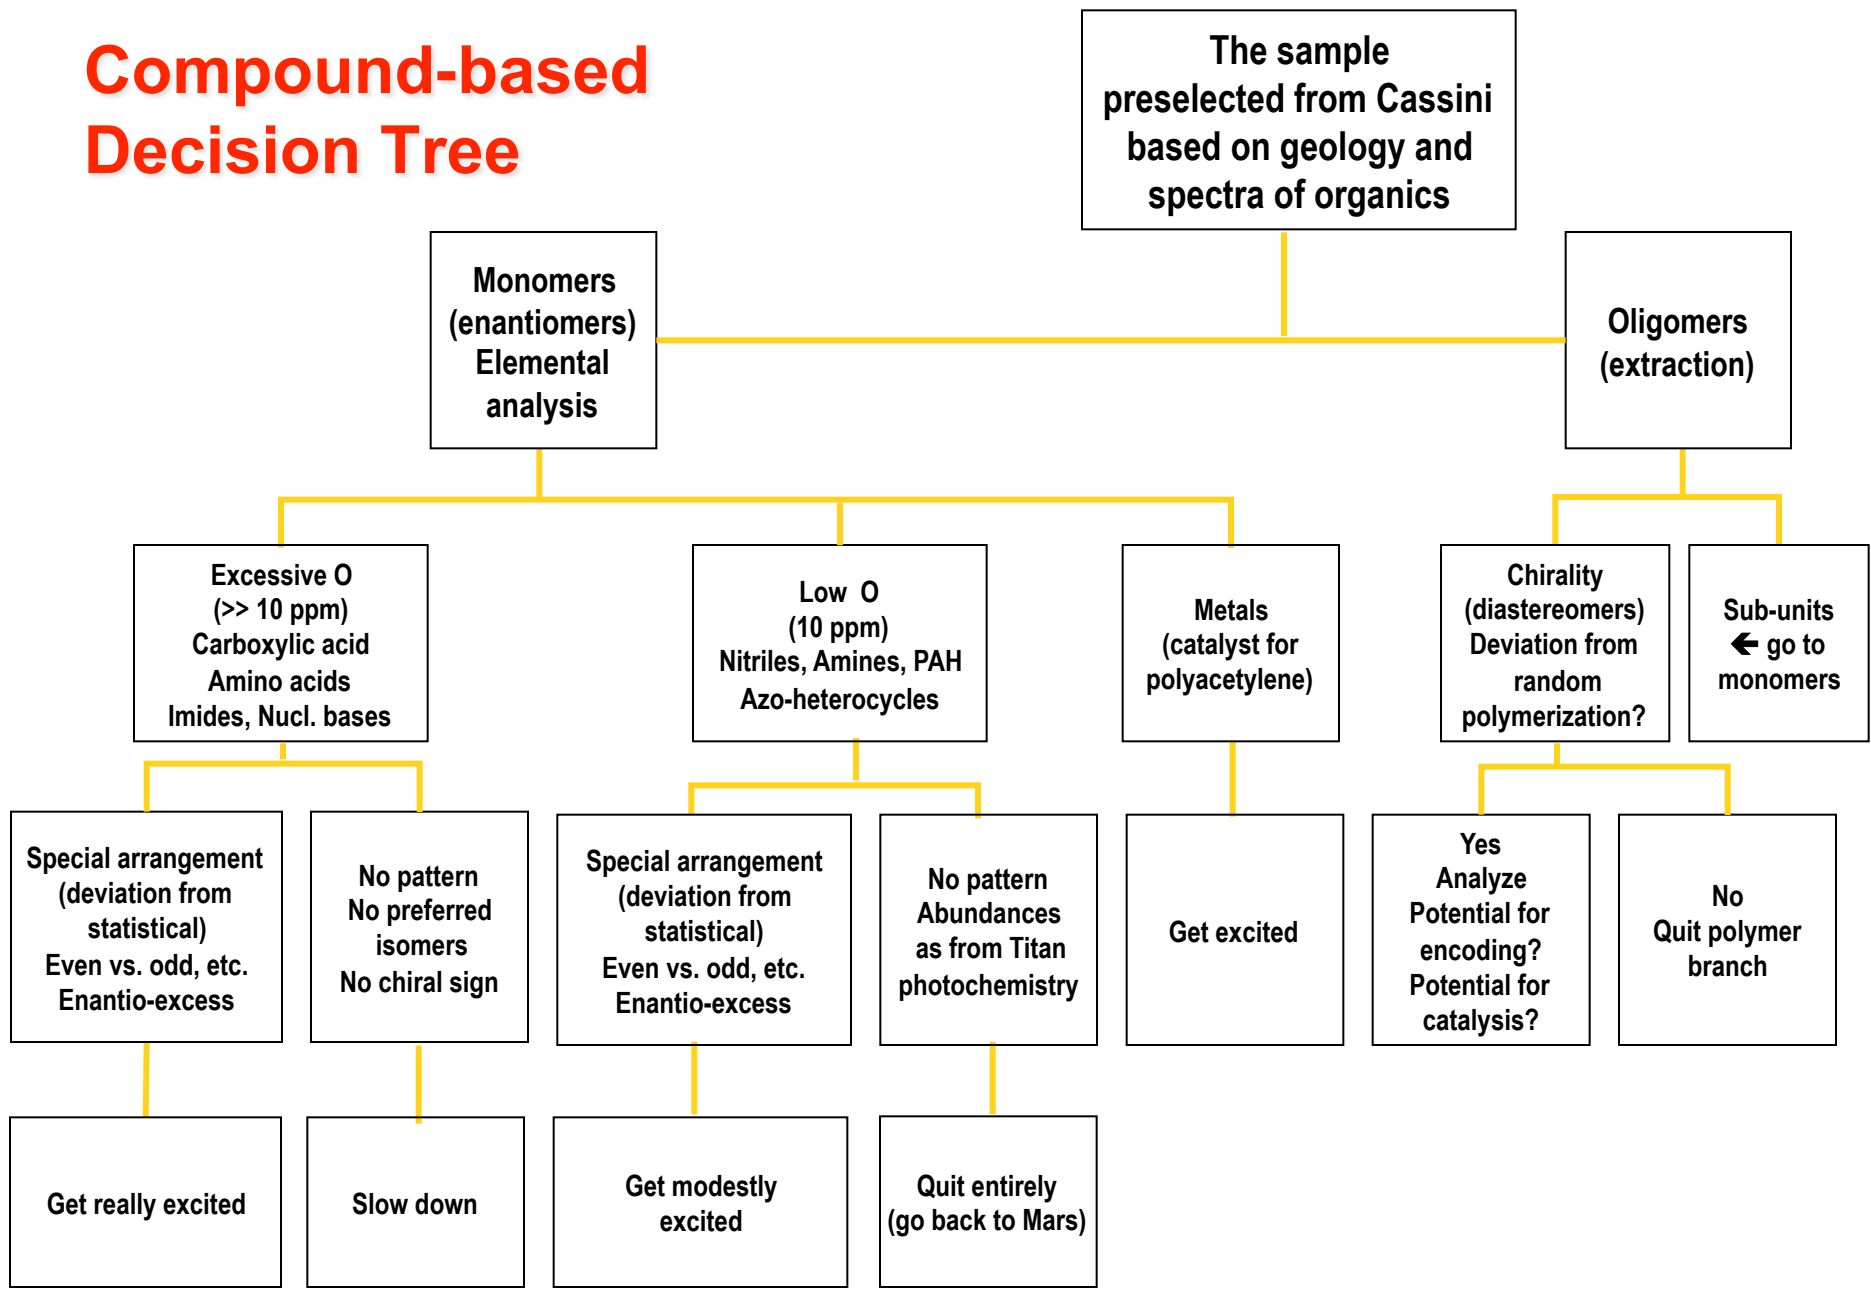 Compound-based
Decision Tree
The sample
preselected from Cassini
based on geology and
spectra of organics
Monomers
(enantiomers)
Elemental
analysis
Oligomers
(extraction)
Excessive O
(>> 10 ppm)
Carboxylic acid
Amino acids
Imides, Nucl. bases
Low O
(10 ppm)
Nitriles, Amines, PAH
Azo-heterocycles
Metals
(catalyst for
polyacetylene)
Chirality
(diastereomers)
Deviation from
random
polymerization?
Sub-units
← go to
monomers
Special arrangement
(deviation from
statistical)
Even vs. odd, etc.
Enantio-excess
No pattern
No preferred
isomers
No chiral sign
Special arrangement
(deviation from
statistical)
Even vs. odd, etc.
Enantio-excess
No pattern
Abundances
as from Titan
photochemistry
Get excited
Yes
Analyze
Potential for
encoding?
Potential for
catalysis?
No
Quit polymer
branch
Get really excited
Slow down
Get modestly
excited
Quit entirely
(go back to Mars)